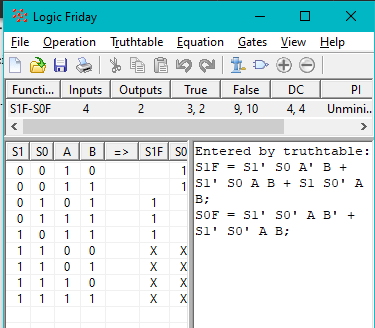 Logic Friday
File Operation Truthtable Equation Gates View Help
Functi... Inputs Outputs True False DC PI
S1F-S0F 4 2 3, 2 9, 10 4, 4 Unmini...
S1 S0 A B => S1F S0
0 0 1 0 1
0 0 1 1 1
0 1 0 1 1
0 1 1 1 1
1 0 1 1 1
1 1 0 0 X X
1 1 0 1 X X
1 1 1 0 X X
1 1 1 1 X X
Entered by truthtable:
S1F = S1' S0 A' B +
S1' S0 A B + S1 S0' A
B;
S0F = S1' S0' A B' +
S1' S0' A B;